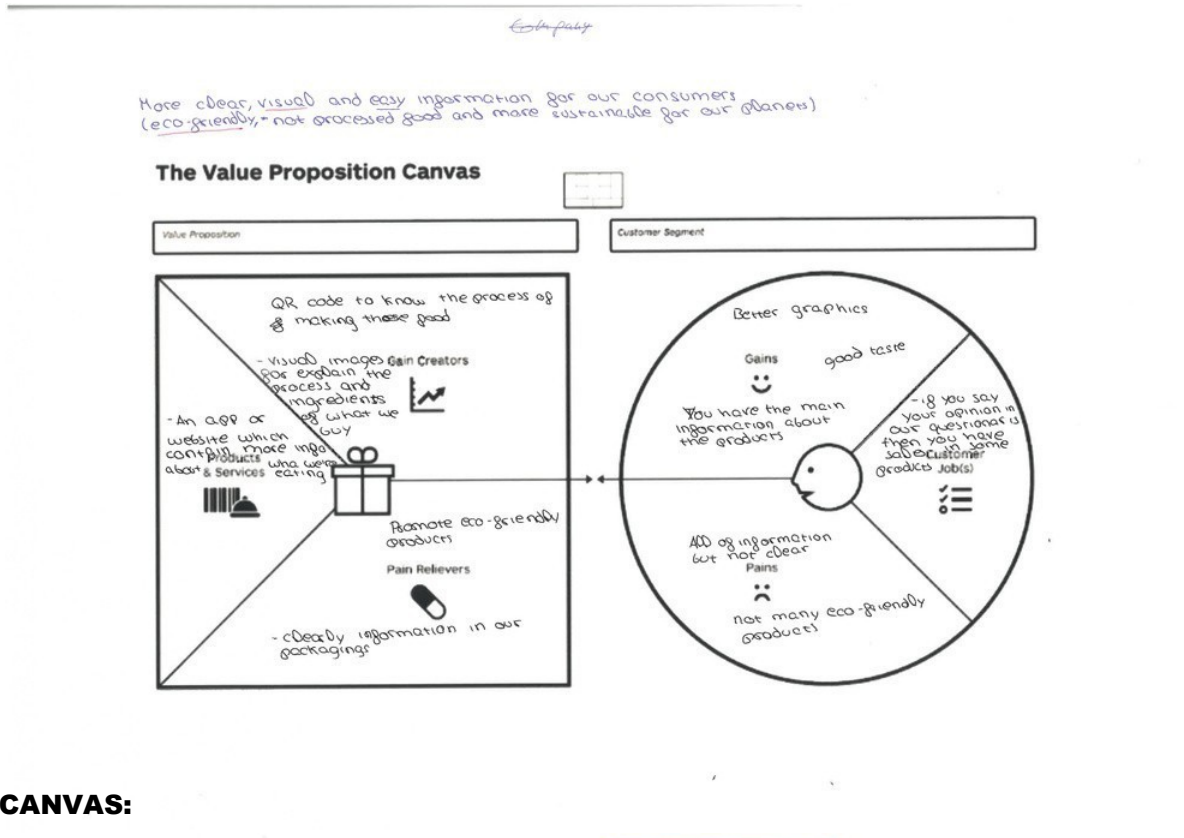 Company
More clear, visual and easy information for our consumers
(eco-friendly, not processed food and more sustainable for our planets)
The Value Proposition Canvas
Value Proposition
Customer Segment
QR code to know the process of
making those food
- visual images
for explain the
process and
ingredients
of what we
buy
Gain Creators
- An app or
website which
contain more info
about what we're
eating
Products
& Services
Promote eco-friendly
products
Pain Relievers
- clearly information in our
packagings
Better graphics
Gains
good taste
You have the main
information about
the products
- if you say
your opinion in
our questionaris
then you have
sales in some
products
Customer
Job(s)
of information
but not clear
Pains
not many eco-friendly
products
CANVAS: